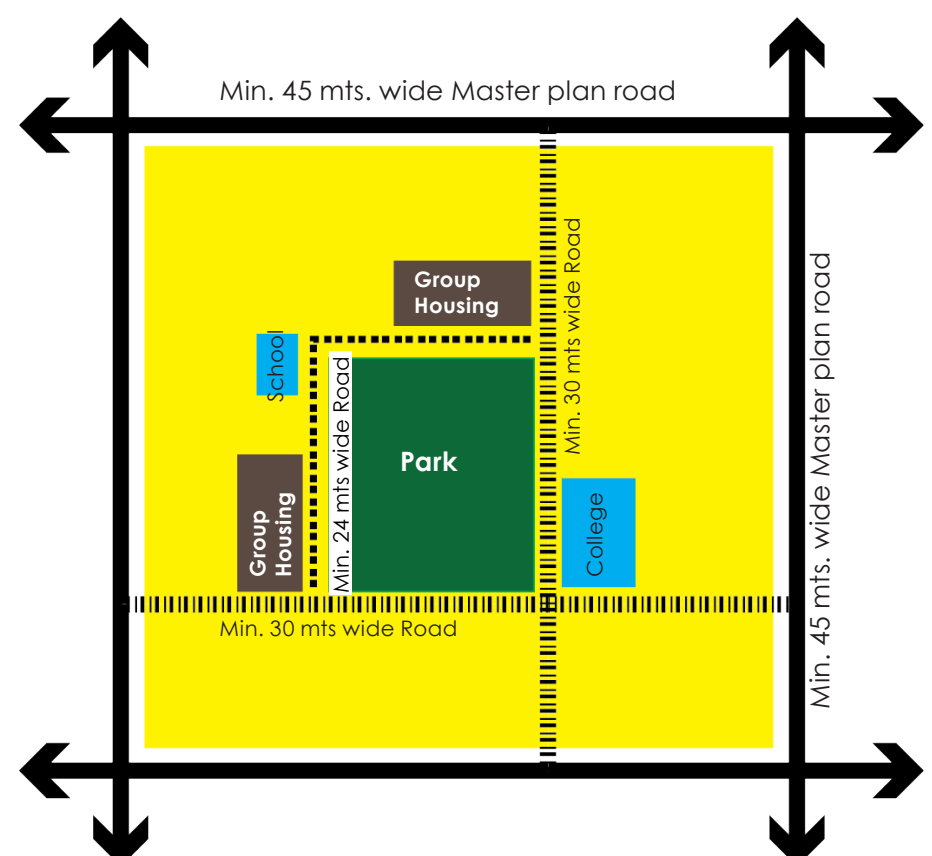 Min. 45 mts. wide Master plan road
Group
Housing
Min. 30 mts wide Road
School
Min. 24 mts wide Road
Park
Min. 45 mts. wide Master plan road
Group
Housing
College
Min. 30 mts wide Road